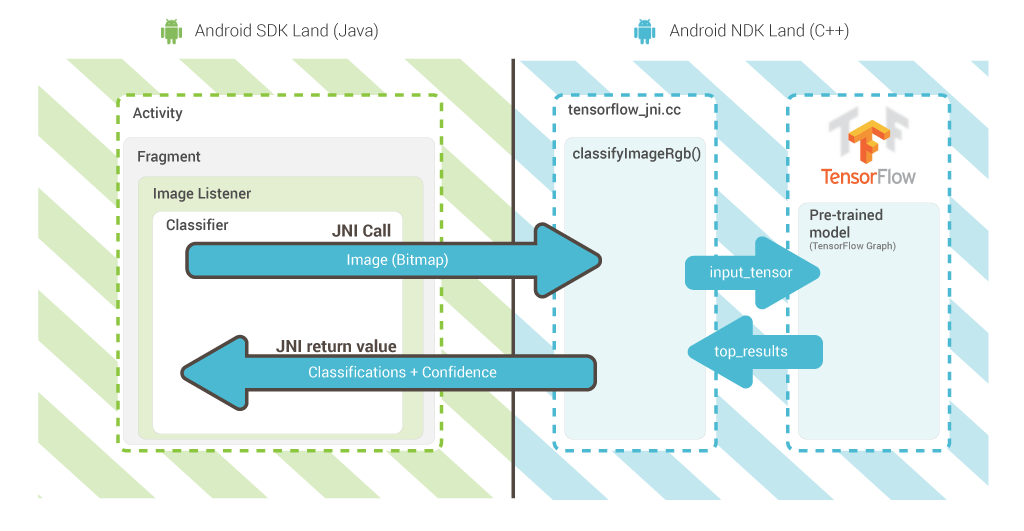 Android SDK Land (Java)
Android NDK Land (C++)
Activity
Fragment
Image Listener
Classifier
JNI Call
Image (Bitmap)
JNI return value
Classifications + Confidence
tensorflow_jni.cc
classifyImageRgb()
input_tensor
top_results
TensorFlow
Pre-trained
model
(TensorFlow Graph)